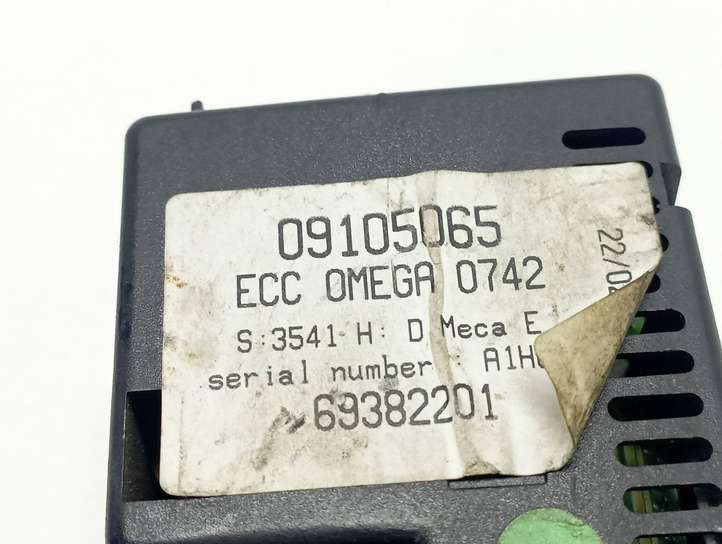 09105065
ECC OMEGA 0742
S:3541 H: D Meca E
serial number : A1H
69382201
22/0